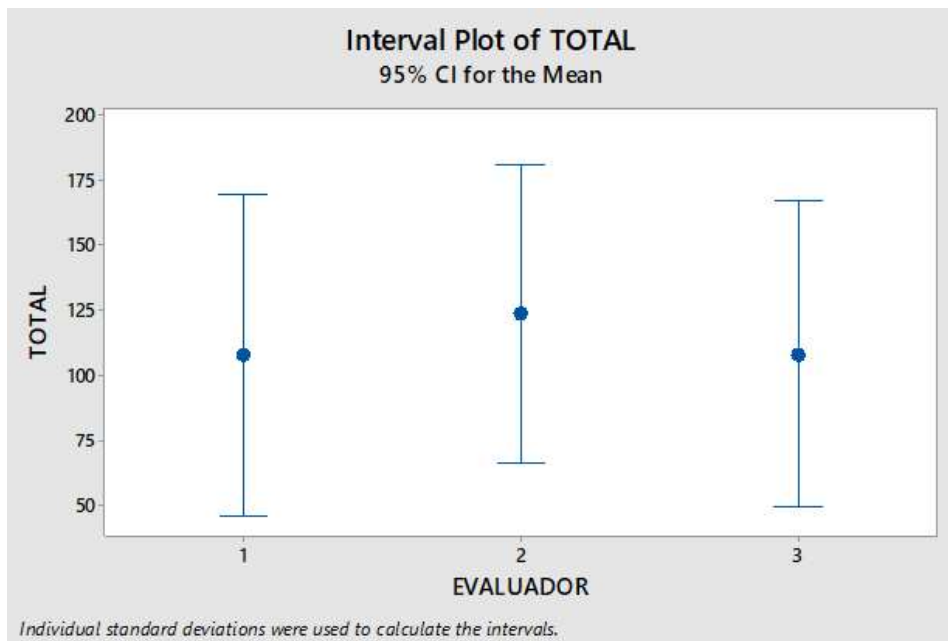 Interval Plot of TOTAL
95% CI for the Mean
200
175
150
125
100
75
50
TOTAL
1 2 3
EVALUADOR
Individual standard deviations were used to calculate the intervals.